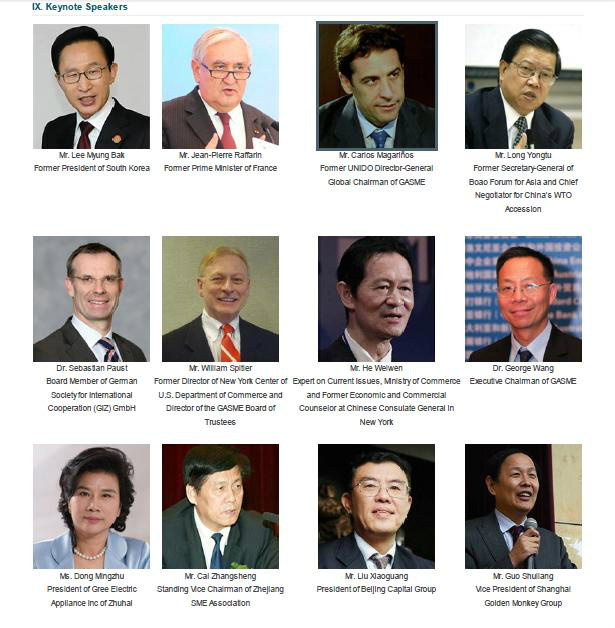 IX. Keynote Speakers
Mr. Lee Myung Bak
Former President of South Korea
Mr. Jean-Pierre Raffarin
Former Prime Minister of France
Mr. Carlos Magariños
Former UNIDO Director-General
Global Chairman of GASME
Mr. Long Yongtu
Former Secretary-General of
Boao Forum for Asia and Chief
Negotiator for China's WTO
Accession
Dr. Sebastian Paust
Board Member of German
Society for International
Cooperation (GIZ) GmbH
Mr. William Spitler
Former Director of New York Center of
U.S. Department of Commerce and
Director of the GASME Board of
Trustees
Mr. He Weiwen
Expert on Current Issues, Ministry of Commerce
and Former Economic and Commercial
Counselor at Chinese Consulate General in
New York
Dr. George Wang
Executive Chairman of GASME
Ms. Dong Mingzhu
President of Gree Electric
Appliance Inc of Zhuhai
Mr. Cai Zhangsheng
Standing Vice Chairman of Zhejiang
SME Association
Mr. Liu Xiaoguang
President of Beijing Capital Group
Mr. Guo Shuliang
Vice President of Shanghai
Golden Monkey Group